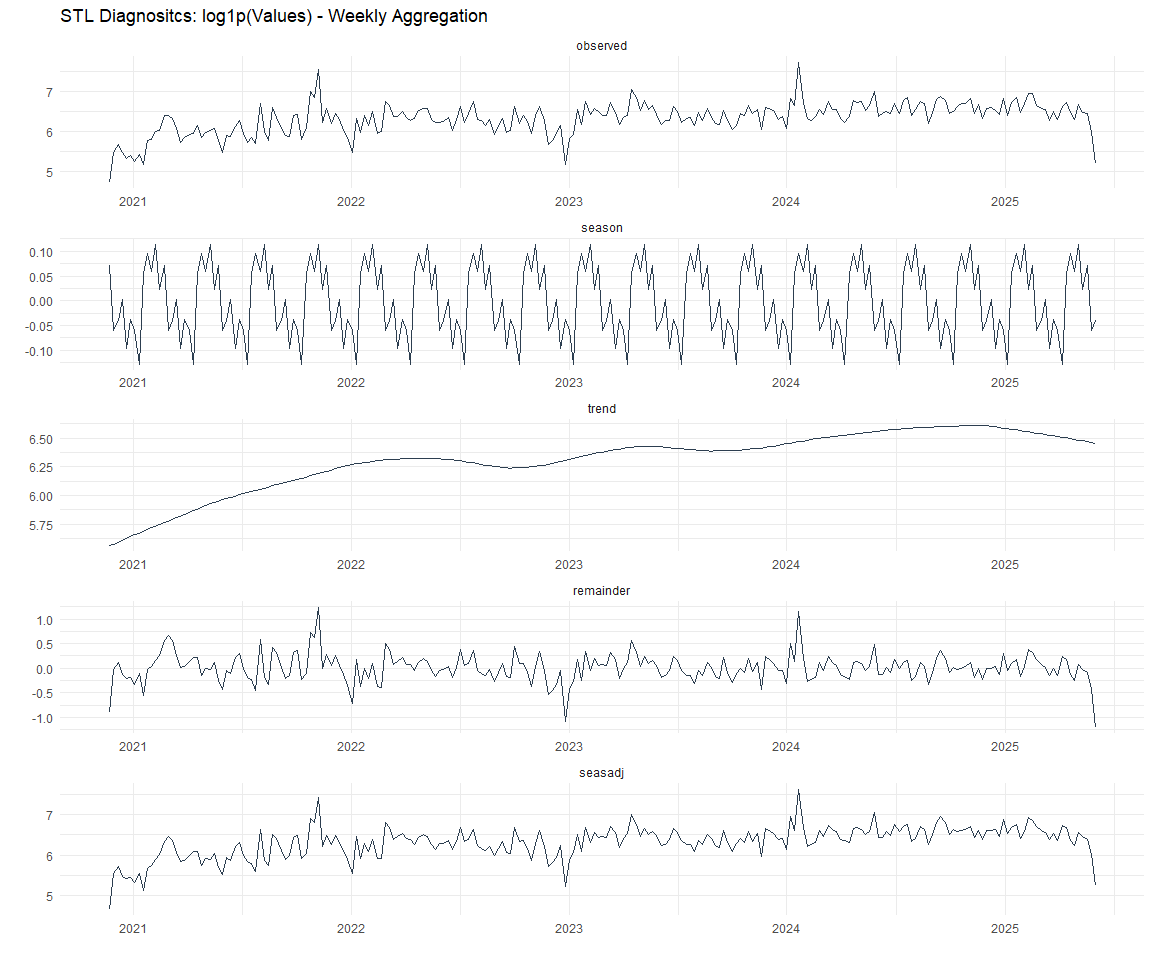 STL Diagnositcs: log1p(Values) - Weekly Aggregation
observed
7
6
5
2021 2022 2023 2024 2025
season
0.10
0.05
0.00
-0.05
-0.10
2021 2022 2023 2024 2025
trend
6.50
6.25
6.00
5.75
2021 2022 2023 2024 2025
remainder
1.0
0.5
0.0
-0.5
-1.0
2021 2022 2023 2024 2025
seasadj
7
6
5
2021 2022 2023 2024 2025